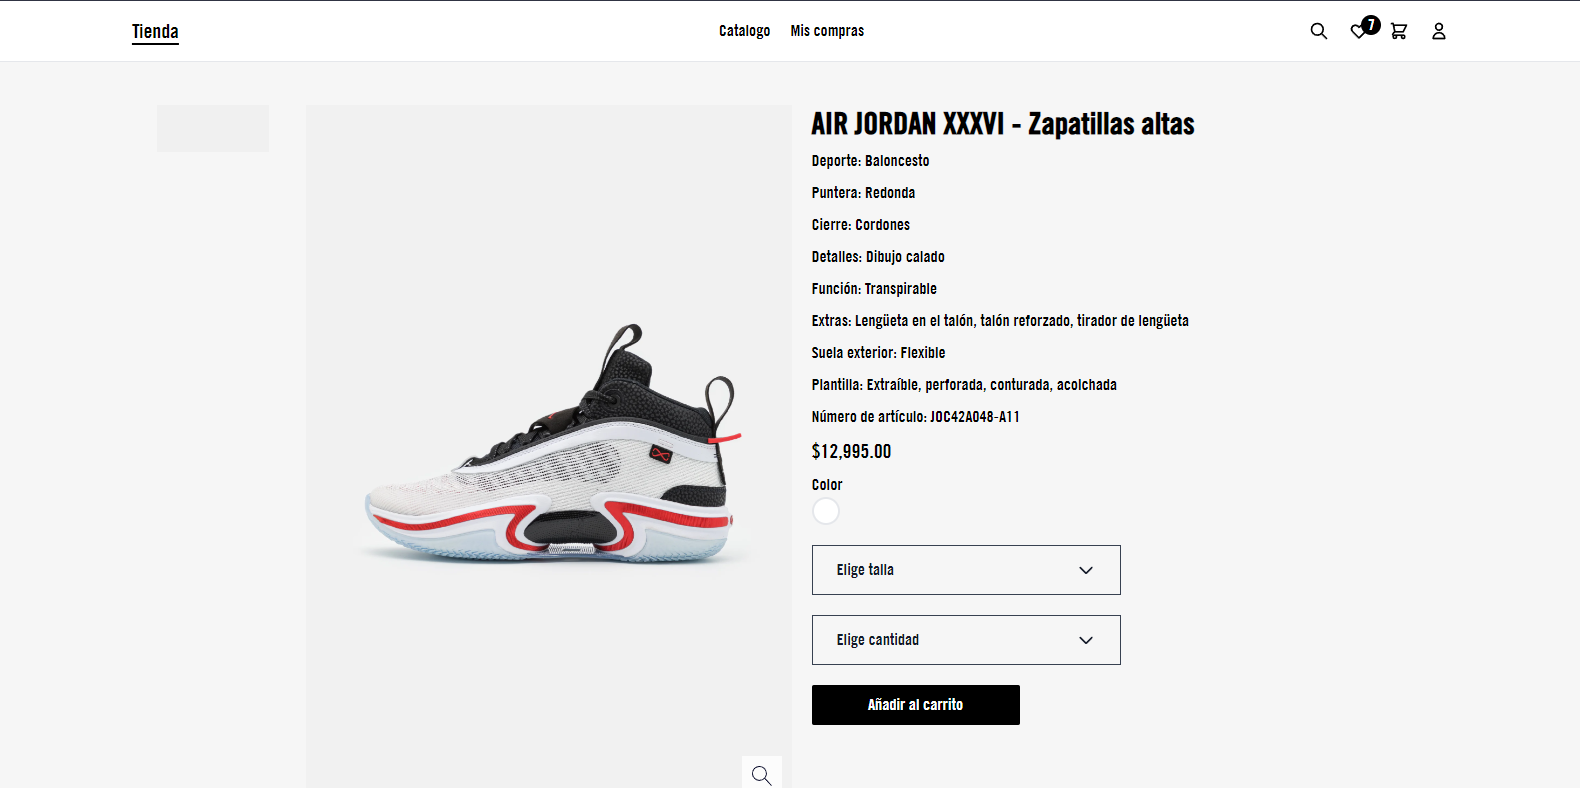 Tienda
Catalogo
Mis compras
7
AIR JORDAN XXXVI - Zapatillas altas
Deporte: Baloncesto
Puntera: Redonda
Cierre: Cordones
Detalles: Dibujo calado
Función: Transpirable
Extras: Lengüeta en el talón, talón reforzado, tirador de lengüeta
Suela exterior: Flexible
Plantilla: Extraíble, perforada, conturada, acolchada
Número de artículo: JOC42A048-A11
$12,995.00
Color
Elige talla
Elige cantidad
Añadir al carrito